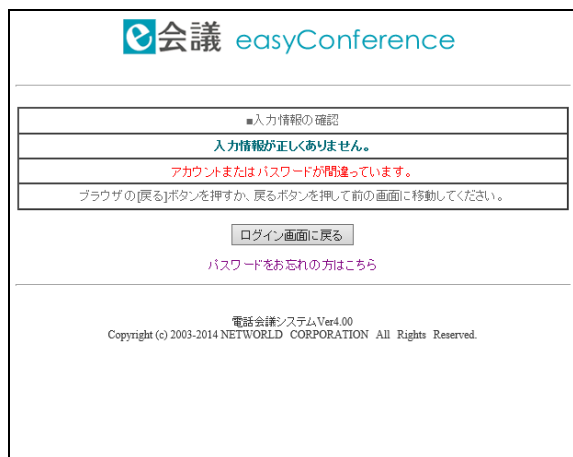 e会議 easyConference
■入力情報の確認
入力情報が正しくありません。
アカウントまたはパスワードが間違っています。
ブラウザの[戻る]ボタンを押すか、戻るボタンを押して前の画面に移動してください。
ログイン画面に戻る
パスワードをお忘れの方はこちら
電話会議システムVer4.00
Copyright (c) 2003-2014 NETWORLD CORPORATION All Rights Reserved.